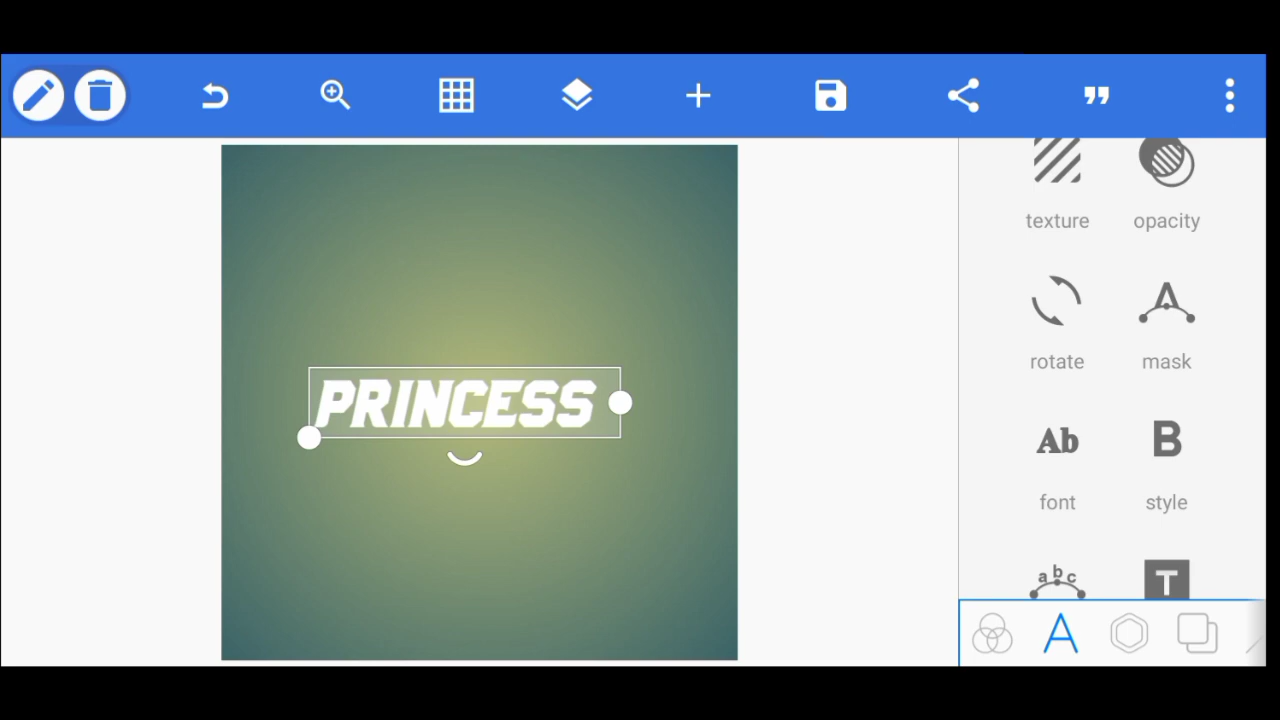 texture opacity
PRINCESS
rotate mask
Ab B
font style
abc T
A